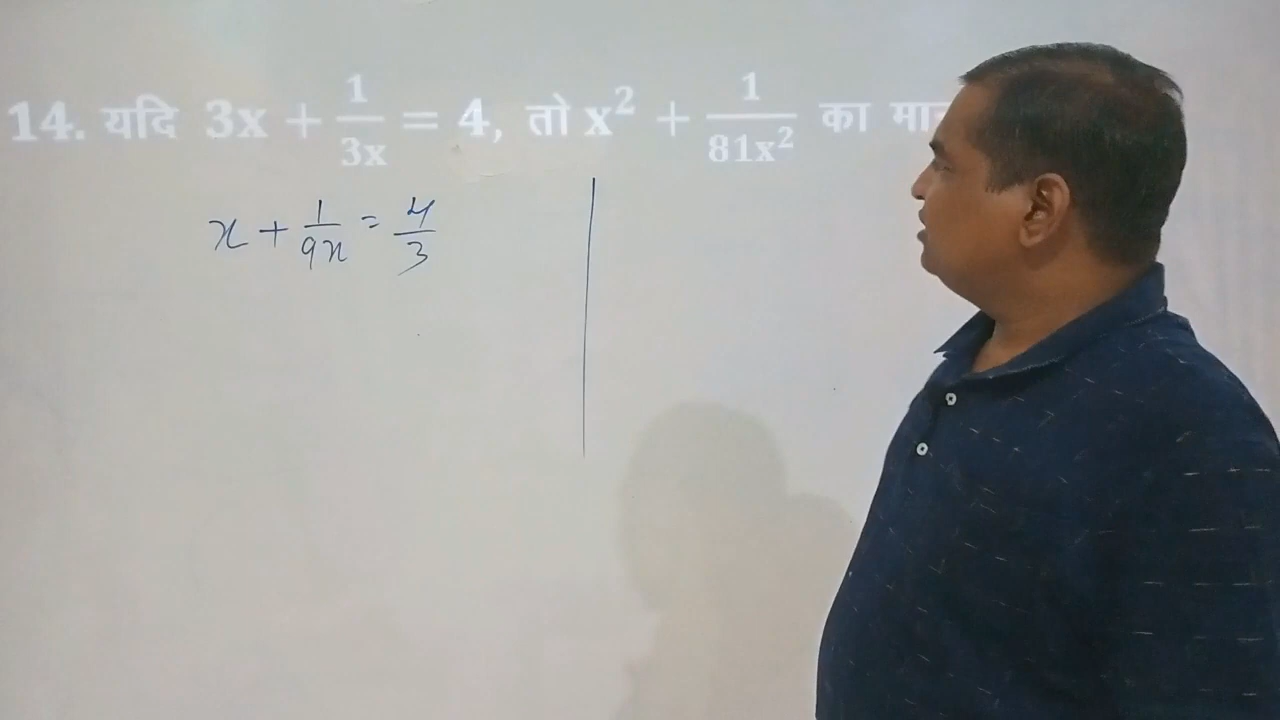 14. यदि 3x + 1/3x = 4, तो x² + 1/81x² का
x + 1/9x = 4/3